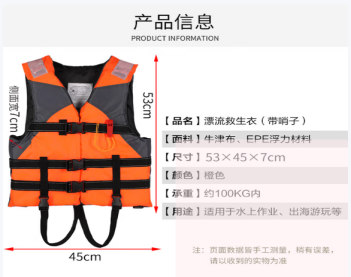 产品信息
PRODUCT INFORMATION
侧面宽7cm
53cm
45cm
【品名】漂流救生衣（带哨子）
【面料】牛津布、EPE浮力材料
【尺寸】53×45×7cm
【颜色】橙色
【承重】约100KG内
【用途】适用于水上作业、出海游玩等
注：页面数据皆手工测量，稍有误差，
请以收到的实物为准